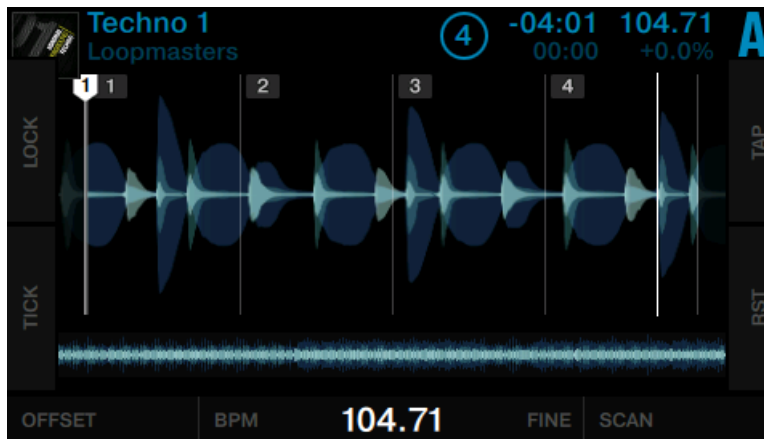 Techno 1
Loopmasters
4
-04:01 104.71
00:00 +0.0%
A
1 1 2 3 4
LOCK
TAP
TICK
RST
OFFSET BPM 104.71 FINE SCAN